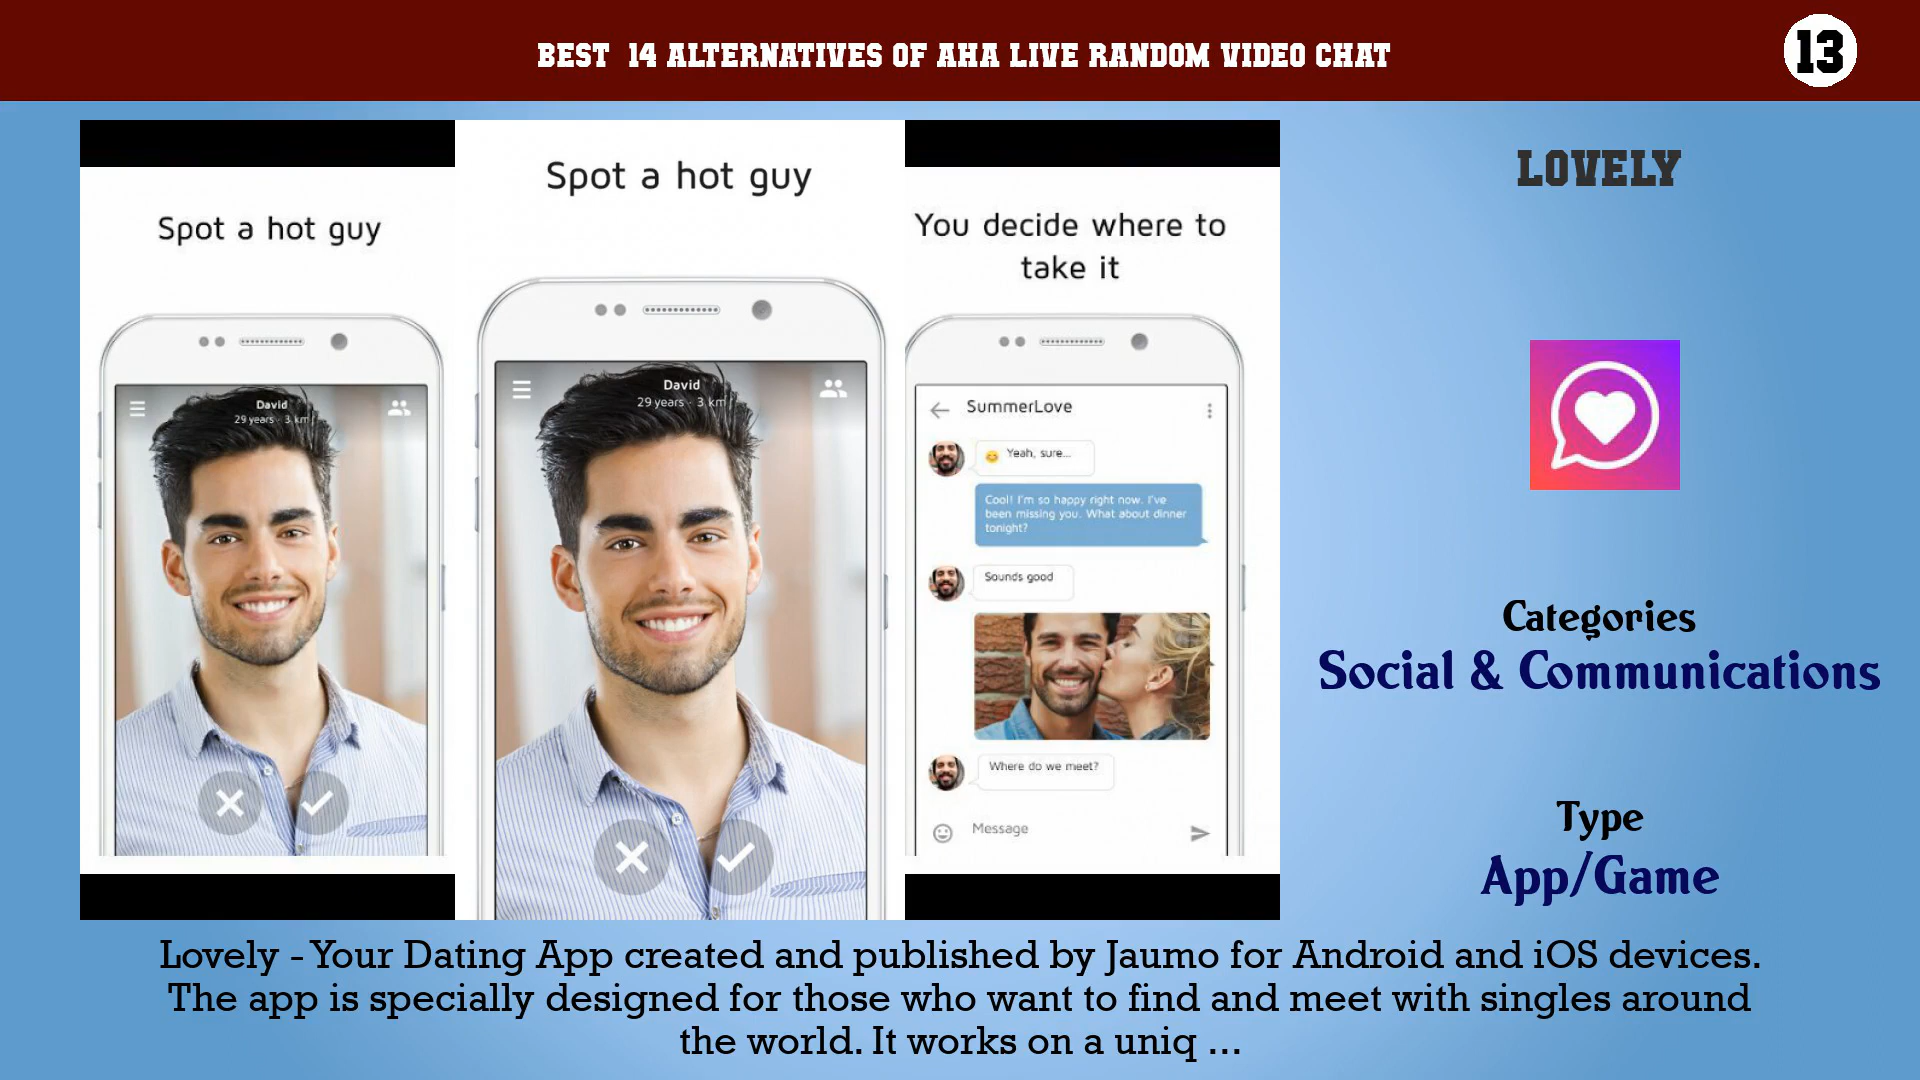 BEST 14 ALTERNATIVES OF AHA LIVE RANDOM VIDEO CHAT
13
Spot a hot guy
David
29 years · 3 km
Spot a hot guy
David
29 years · 3 km
You decide where to
take it
SummerLove
😊 Yeah, sure...
Cool! I'm so happy right now. I've
been missing you. What about dinner
tonight?
Sounds good
Where do we meet?
Message
LOVELY
Categories
Social & Communications
Type
App/Game
Lovely - Your Dating App created and published by Jaumo for Android and iOS devices.
The app is specially designed for those who want to find and meet with singles around
the world. It works on a uniq ...